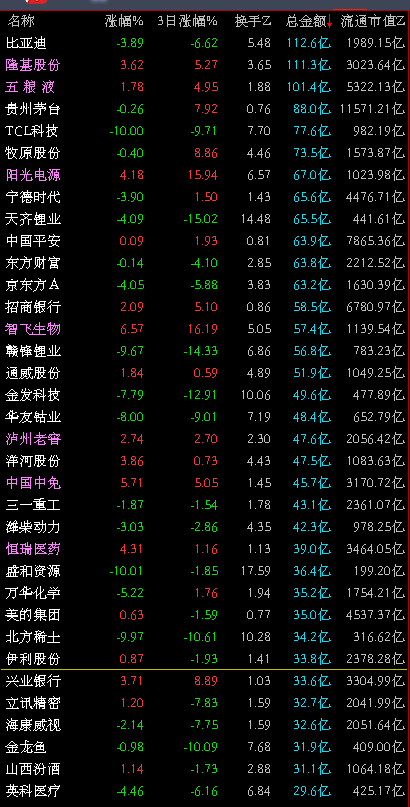 名称 涨幅% 3日涨幅% 换手Z 总金额↓ 流通市值Z
比亚迪 -3.89 -6.62 5.48 112.6亿 1989.15亿
隆基股份 3.62 5.27 3.65 111.3亿 3023.64亿
五 粮 液 1.78 4.95 1.88 101.4亿 5322.13亿
贵州茅台 -0.26 7.92 0.76 88.0亿 11571.21亿
TCL科技 -10.00 -9.71 7.70 77.6亿 982.19亿
牧原股份 -0.40 8.86 4.46 73.5亿 1573.87亿
阳光电源 4.18 15.94 6.57 67.0亿 1023.98亿
宁德时代 -3.90 1.50 1.43 65.6亿 4476.71亿
天齐锂业 -4.09 -15.02 14.48 65.5亿 441.61亿
中国平安 0.09 1.93 0.81 63.9亿 7865.36亿
东方财富 -0.14 -4.10 2.85 63.8亿 2212.52亿
京东方A -4.05 -5.88 3.83 63.2亿 1630.39亿
招商银行 2.09 5.10 0.86 58.5亿 6780.97亿
智飞生物 6.57 16.19 5.05 57.4亿 1139.54亿
赣锋锂业 -9.67 -14.33 6.86 56.8亿 783.23亿
通威股份 1.84 0.59 4.89 51.9亿 1049.25亿
金发科技 -7.79 -12.91 10.06 49.6亿 477.89亿
华友钴业 -8.00 -9.01 7.19 48.4亿 652.79亿
泸州老窖 2.74 2.70 2.30 47.6亿 2056.42亿
洋河股份 3.86 0.73 4.43 47.5亿 1083.63亿
中国中免 5.71 5.05 1.45 45.7亿 3170.72亿
三一重工 -1.87 -1.54 1.78 43.1亿 2361.07亿
潍柴动力 -3.03 -2.86 4.35 42.3亿 978.25亿
恒瑞医药 4.31 1.16 1.13 39.0亿 3464.05亿
盛和资源 -10.01 -1.85 17.59 36.4亿 199.20亿
万华化学 -5.22 1.76 1.94 35.2亿 1754.21亿
美的集团 0.63 -1.59 0.77 35.0亿 4537.37亿
北方稀土 -9.97 -10.61 10.28 34.2亿 316.62亿
伊利股份 0.87 -1.93 1.41 33.8亿 2378.28亿
兴业银行 3.71 8.89 1.03 33.6亿 3304.99亿
立讯精密 1.20 -7.83 1.59 32.7亿 2041.99亿
海康威视 -2.14 -7.75 1.59 32.6亿 2051.64亿
金龙鱼 -0.98 -10.09 7.68 31.9亿 409.00亿
山西汾酒 1.14 -1.73 2.88 31.1亿 1064.18亿
英科医疗 -4.46 -6.16 6.84 29.6亿 425.17亿